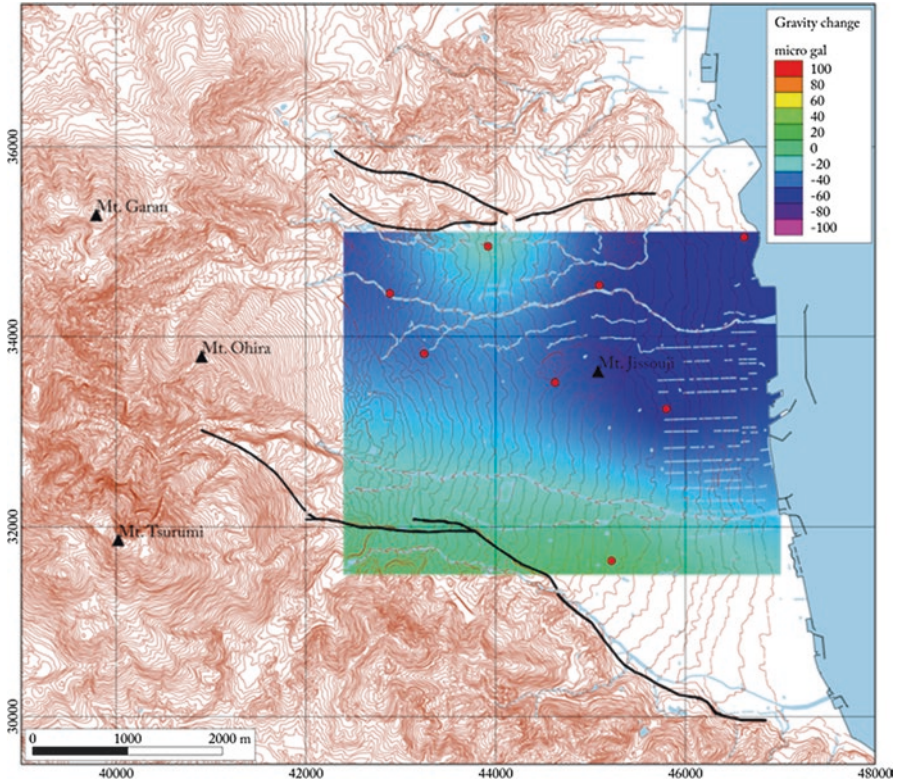 Gravity change
micro gal
100
80
60
40
20
0
-20
-40
-60
-80
-100
36000
Mt. Garan
34000
Mt. Ohira
Mt. Jissouji
32000
Mt. Tsurumi
30000
0 1000 2000 m
40000 42000 44000 46000 48000